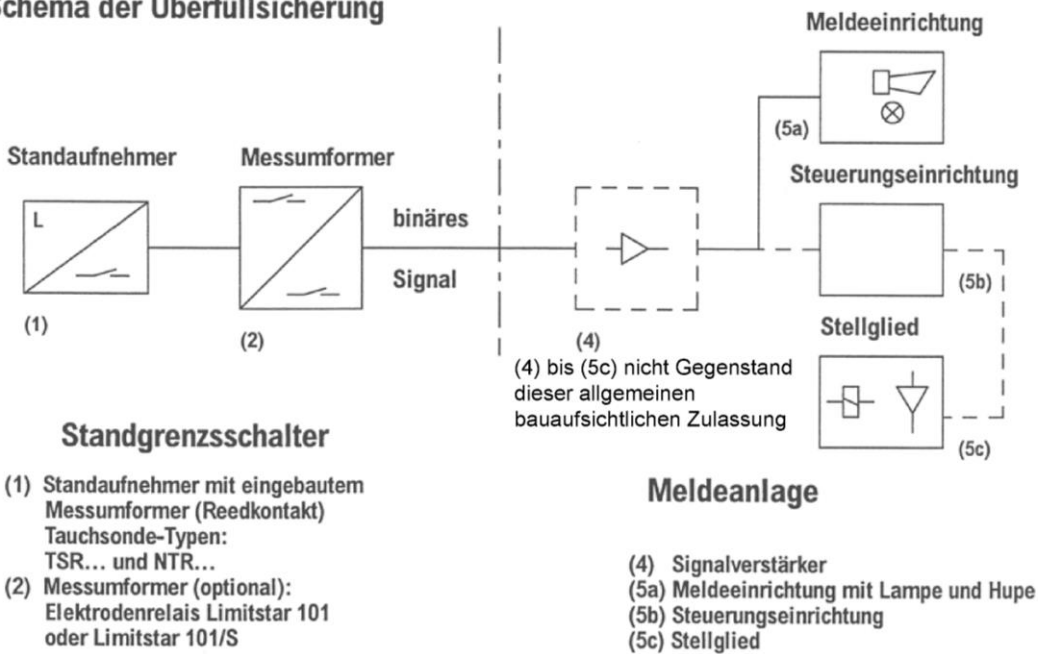 Schema der Überfüllsicherung
Meldeeinrichtung
(5a)
Standaufnehmer
Messumformer
Steuerungseinrichtung
L
binäres
Signal
(5b)
(1)
(2)
(4)
Stellglied
(4) bis (5c) nicht Gegenstand
dieser allgemeinen
bauaufsichtlichen Zulassung
(5c)
Standgrenzsschalter
(1) Standaufnehmer mit eingebautem
Messumformer (Reedkontakt)
Tauchsonde-Typen:
TSR... und NTR...
(2) Messumformer (optional):
Elektrodenrelais Limitstar 101
oder Limitstar 101/S
Meldeanlage
(4) Signalverstärker
(5a) Meldeeinrichtung mit Lampe und Hupe
(5b) Steuerungseinrichtung
(5c) Stellglied